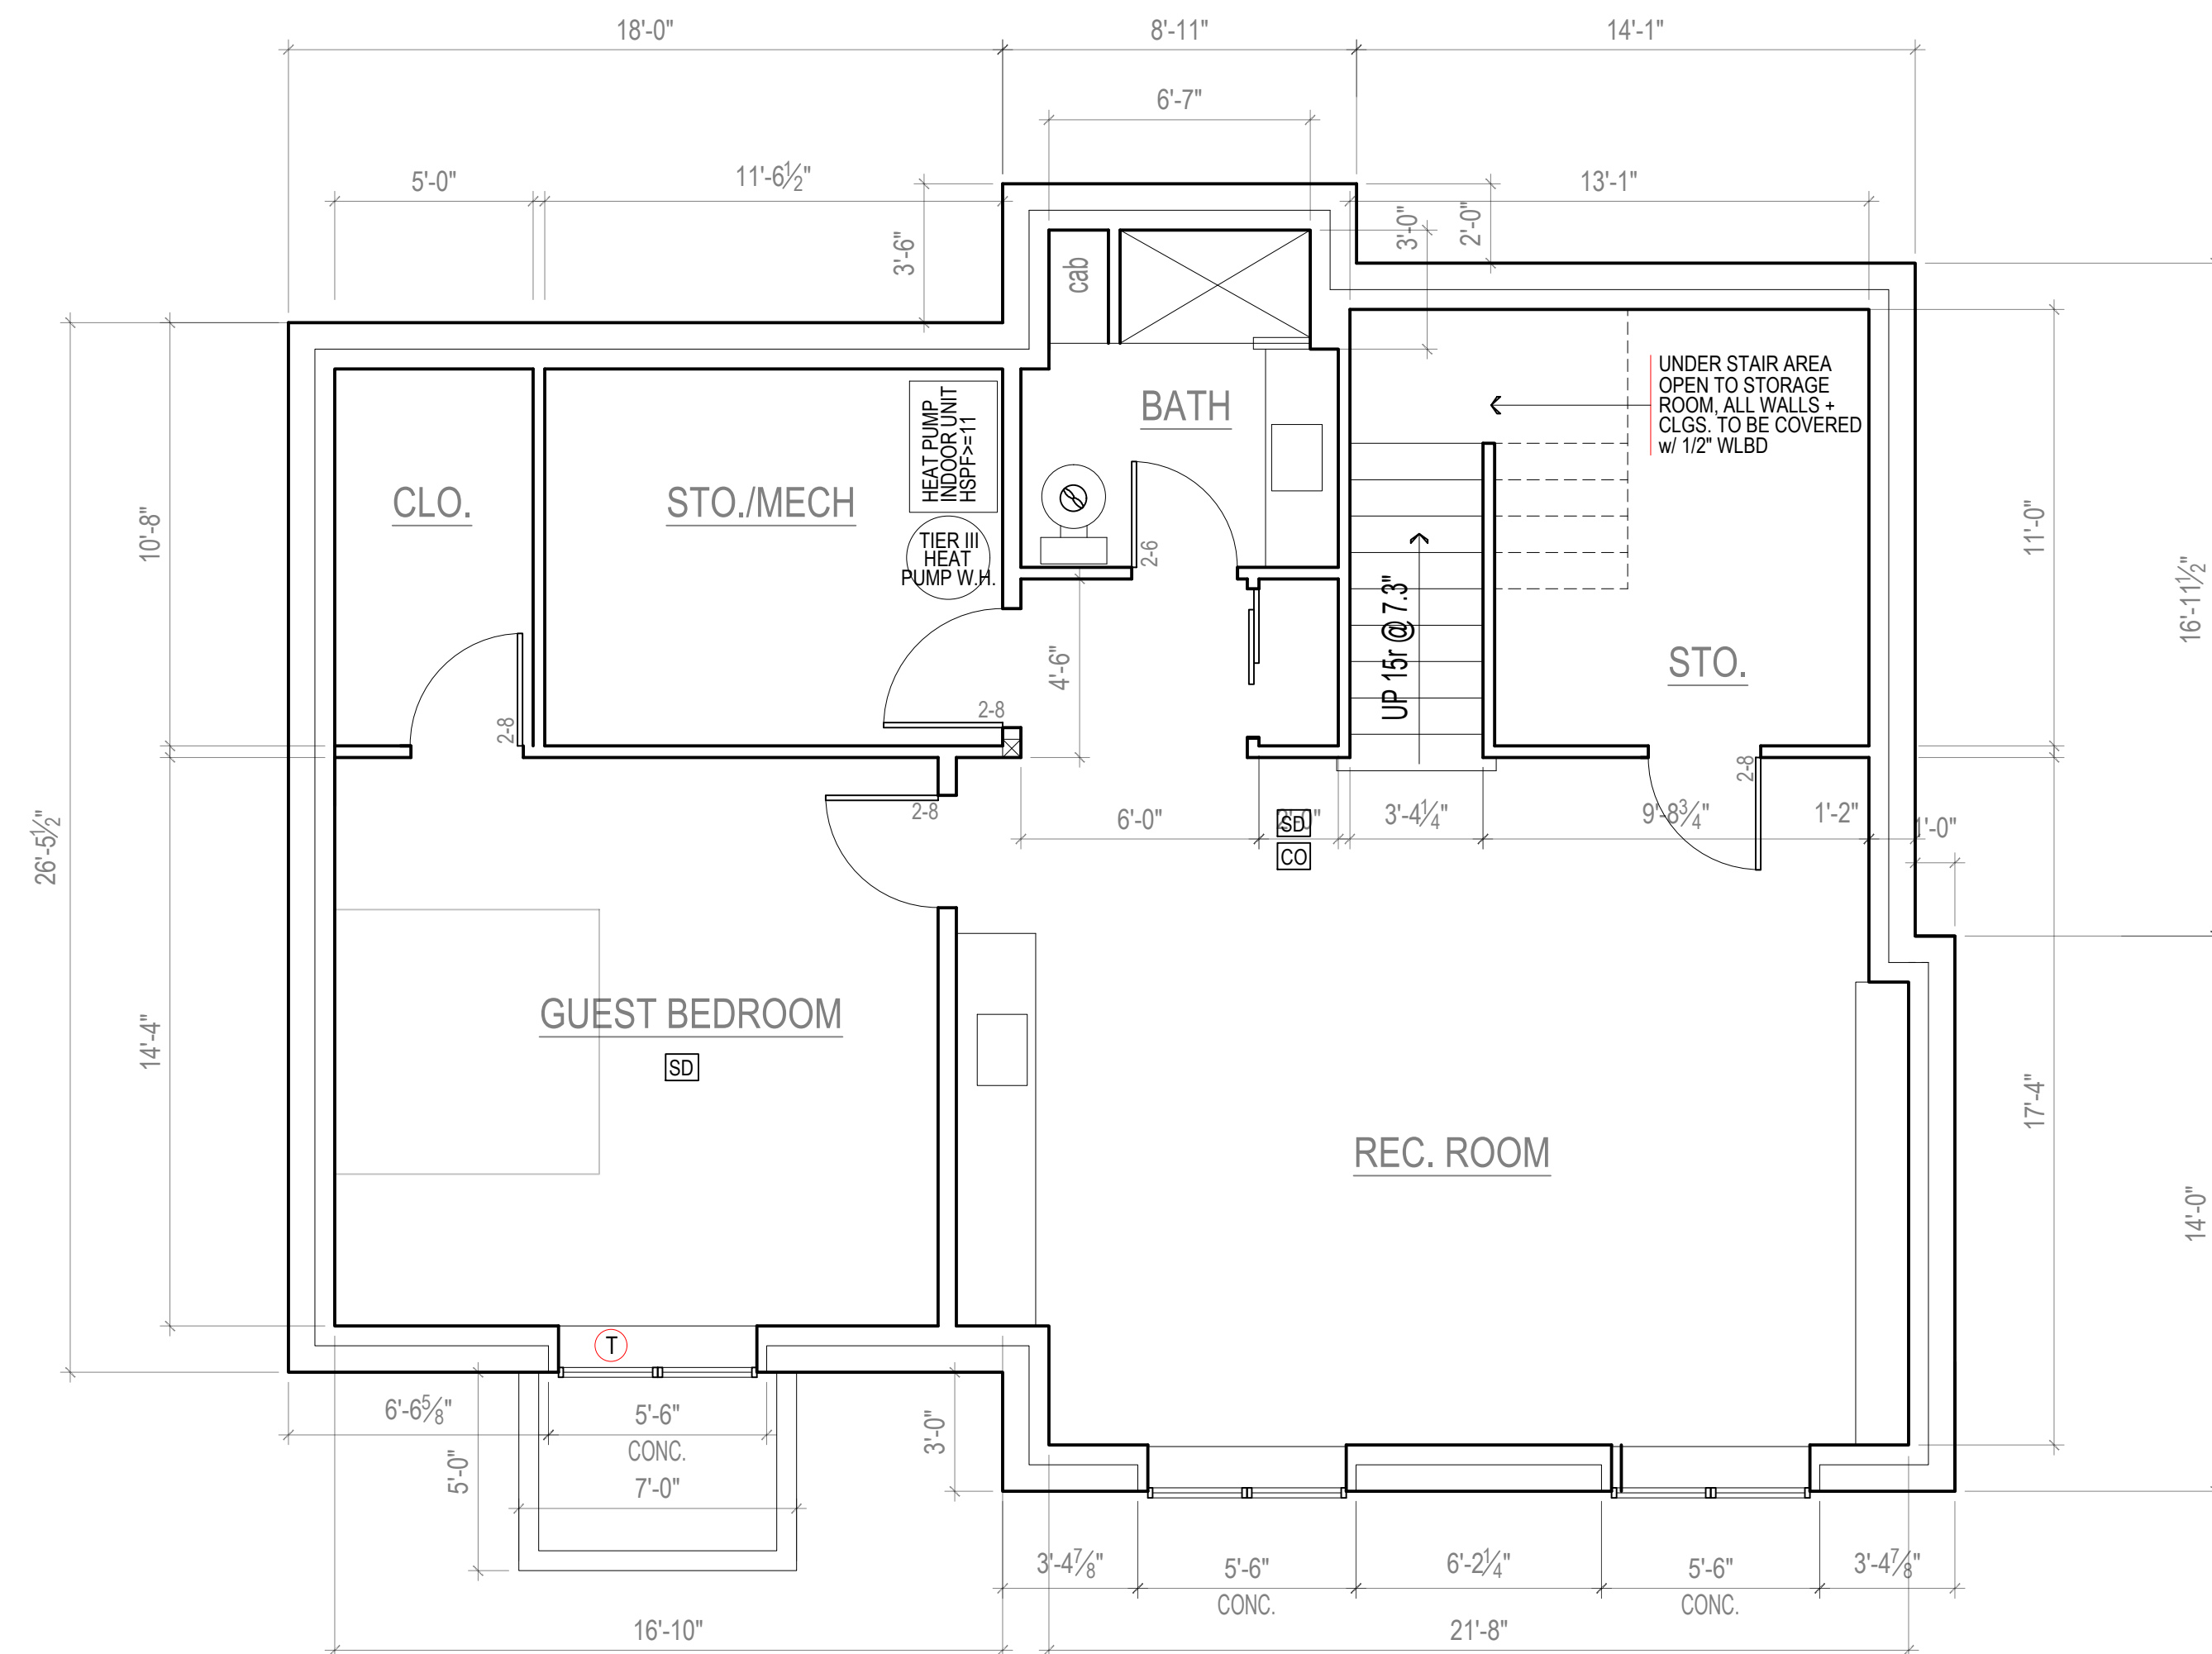 18'-0"
8'-11"
14'-1"
6'-7"
5'-0"
11'-6½"
13'-1"
3'-6"
3'-0"
2'-0"
cab
BATH
UNDER STAIR AREA
OPEN TO STORAGE
ROOM, ALL WALLS +
CLGS. TO BE COVERED
w/ 1/2" WLBD
HEAT PUMP
INDOOR UNIT
HSPF>=11
CLO.
STO./MECH
TIER III
HEAT
PUMP W.H.
10'-8"
11'-0"
16'-11½"
2-6
UP 15r @ 7.3"
4'-6"
STO.
2-8
2-8
2-8
2-8
26'-5½"
6'-0"
2'-0"
SD
CO
3'-4¼"
9'-8¾"
1'-2"
1'-0"
GUEST BEDROOM
SD
14'-4"
17'-4"
REC. ROOM
14'-0"
T
6'-6⅝"
5'-6"
CONC.
7'-0"
5'-0"
3'-0"
3'-4⅞"
5'-6"
CONC.
6'-2¼"
5'-6"
CONC.
3'-4⅞"
16'-10"
21'-8"